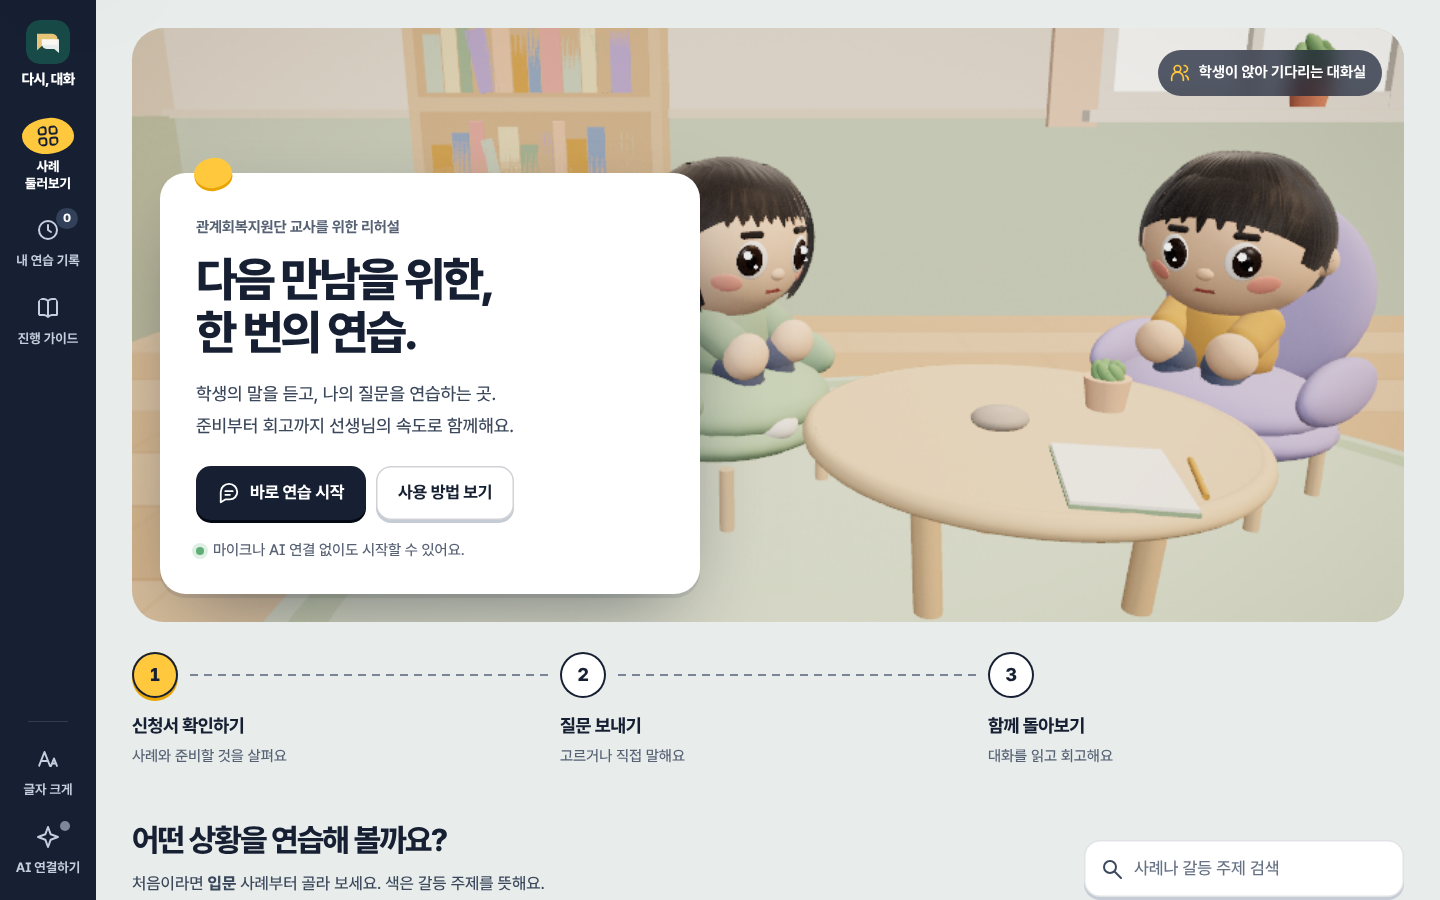 다시, 대화
사례
둘러보기
0
내 연습 기록
진행 가이드
글자 크게
AI 연결하기
학생이 앉아 기다리는 대화실
관계회복지원단 교사를 위한 리허설
다음 만남을 위한,
한 번의 연습.
학생의 말을 듣고, 나의 질문을 연습하는 곳.
준비부터 회고까지 선생님의 속도로 함께해요.
바로 연습 시작
사용 방법 보기
마이크나 AI 연결 없이도 시작할 수 있어요.
1
신청서 확인하기
사례와 준비할 것을 살펴요
2
질문 보내기
고르거나 직접 말해요
3
함께 돌아보기
대화를 읽고 회고해요
어떤 상황을 연습해 볼까요?
처음이라면 입문 사례부터 골라 보세요. 색은 갈등 주제를 뜻해요.
사례나 갈등 주제 검색